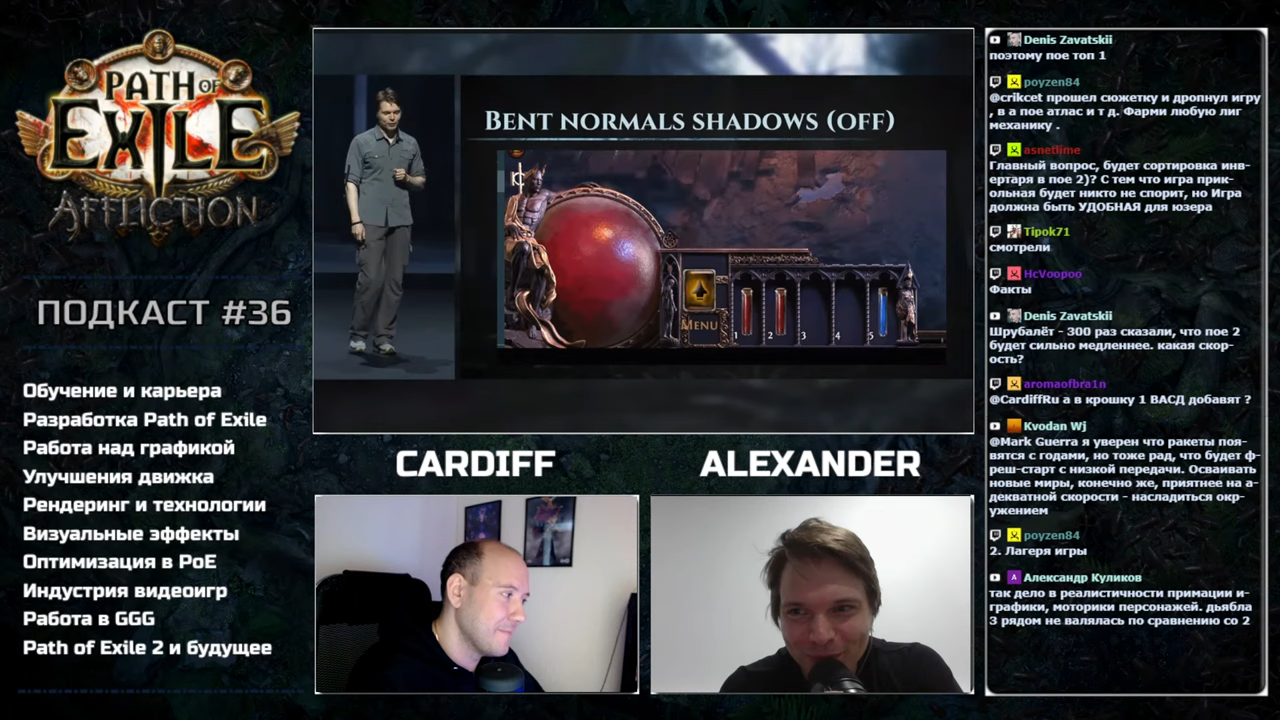 PATH OF
EXILE
AFFLICTION
ПОДКАСТ #36
Обучение и карьера
Разработка Path of Exile
Работа над графикой
Улучшения движка
Рендеринг и технологии
Визуальные эффекты
Оптимизация в PoE
Индустрия видеоигр
Работа в GGG
Path of Exile 2 и будущее
BENT NORMALS SHADOWS (OFF)
MENU
1 2 3 4 5
CARDIFF
ALEXANDER
Denis Zavatskii
поэтому пое топ 1
poyzen84
@crikcet прошел сюжетку и дропнул игру
, в а пое атлас и т д. Фарми любую лиг
механику .
asnetlime
Главный вопрос, будет сортировка инв-
ертаря в пое 2)? С тем что игра прик-
ольная будет никто не спорит, но Игра
должна быть УДОБНАЯ для юзера
Tipok71
смотрели
HcVoopoo
Факты
Denis Zavatskii
Шрубалёт - 300 раз сказали, что пое 2
будет сильно медленнее. какая скор-
ость?
aromaofbra1n
@CardiffRu а в крошку 1 ВАСД добавят ?
Kvodan Wj
@Mark Guerra я уверен что ракеты поя-
вятся с годами, но тоже рад, что будет ф-
реш-старт с низкой передачи. Осваивать
новые миры, конечно же, приятнее на а-
декватной скорости - насладиться окр-
ужением
poyzen84
2. Лагеря игры
Александр Куликов
так дело в реалистичности примации и-
графики, моторики персонажей. дьябла
3 рядом не валялась по сравнению со 2